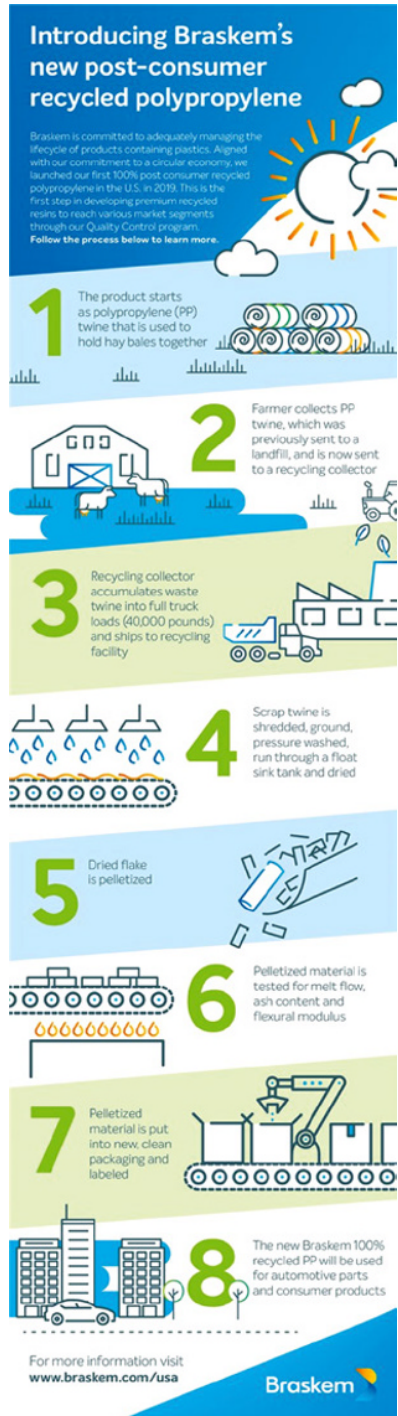 Introducing Braskem's
new post-consumer
recycled polypropylene
Braskem is committed to adequately managing the
lifecycle of products containing plastics. Aligned
with our commitment to a circular economy, we
launched our first 100% post consumer recycled
polypropylene in the U.S. in 2019. This is the
first step in developing premium recycled
resins to reach various market segments
through our Quality Control program.
Follow the process below to learn more.
1
The product starts
as polypropylene (PP)
twine that is used to
hold hay bales together
2
Farmer collects PP
twine, which was
previously sent to a
landfill, and is now sent
to a recycling collector
3
Recycling collector
accumulates waste
twine into full truck
loads (40,000 pounds)
and ships to recycling
facility
4
Scrap twine is
shredded, ground,
pressure washed,
run through a float
sink tank and dried
5
Dried flake
is pelletized
6
Pelletized material is
tested for melt flow,
ash content and
flexural modulus
7
Pelletized
material is put
into new, clean
packaging and
labeled
8
The new Braskem 100%
recycled PP will be used
for automotive parts
and consumer products
For more information visit
www.braskem.com/usa
Braskem